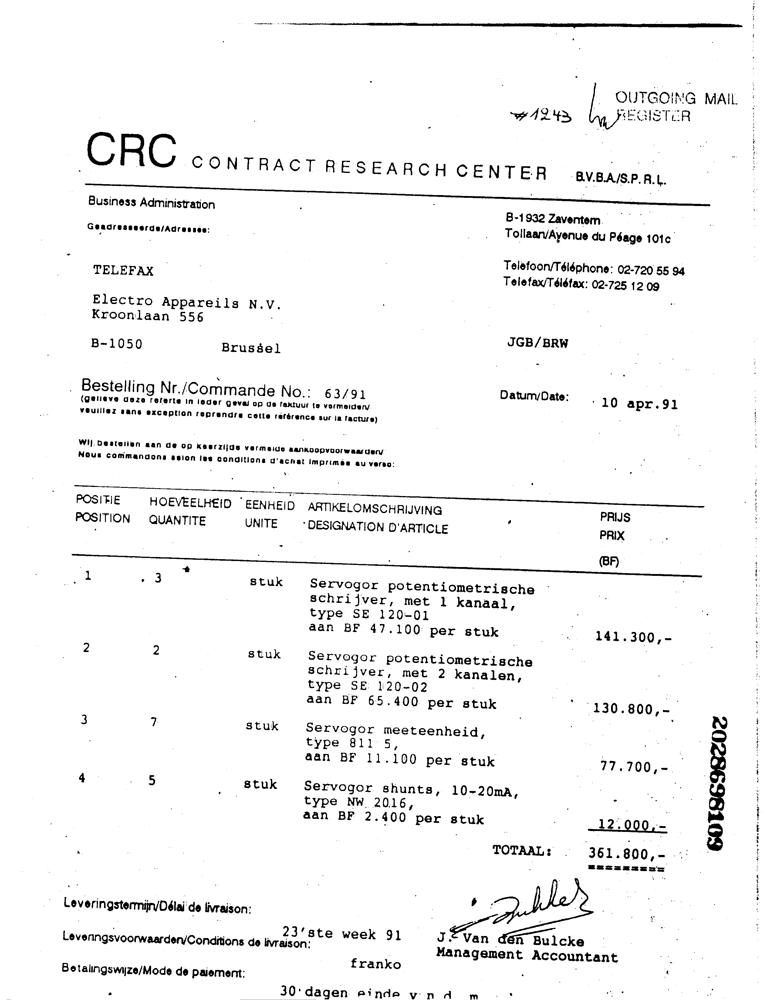 OUTGOING MAIL
#1243 REGISTER
CRC CONTRACT RESEARCH CENTER B.V.B.A./S.P.R.L.
Business Administration
Geadresseerde/Adresses:
B-1932 Zaventem
Tollaan/Avenue du Péage 101c
TELEFAX
Telefoon/Téléphone: 02-720 55 94
Telefax/Téléfax: 02-725 12 09
Electro Appareils N.V.
Kroonlaan 556
B-1050 Brussel
JGB/BRW
Bestelling Nr./Commande No.: 63/91
(gelieve deze referte in ieder geval op de faktuur te vermelden/
veuillez sans exception reprendre cette référence sur la facture)
Datum/Date: 10 apr.91
Wij bestellen aan de op keerzijde vermelde aankoopvoorwaarden/
Nous commandons selon les conditions d'achat imprimés au verso:
POSITIE HOEVEELHEID EENHEID ARTIKELOMSCHRIJVING PRIJS
POSITION QUANTITE UNITE DESIGNATION D'ARTICLE PRIX
(BF)
1 3 * stuk Servogor potentiometrische
schrijver, met 1 kanaal,
type SE 120-01
aan BF 47.100 per stuk 141.300,-
2 2 stuk Servogor potentiometrische
schrijver, met 2 kanalen,
type SE 120-02
aan BF 65.400 per stuk 130.800,-
3 7 stuk Servogor meeteenheid,
type 811 5,
aan BF 11.100 per stuk 77.700,-
4 5 stuk Servogor shunts, 10-20mA,
type NW 2016,
aan BF 2.400 per stuk 12.000,-
TOTAAL: 361.800,-
=========
2028698109
Leveringstermijn/Délai de livraison:
23'ste week 91
Leveringsvoorwaarden/Conditions de livraison:
franko
J. Van den Bulcke
Management Accountant
Betalingswijze/Mode de paiement:
30 dagen einde